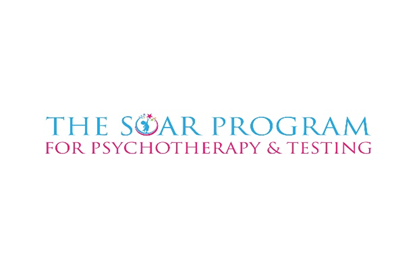 THE SOAR PROGRAM
FOR PSYCHOTHERAPY & TESTING